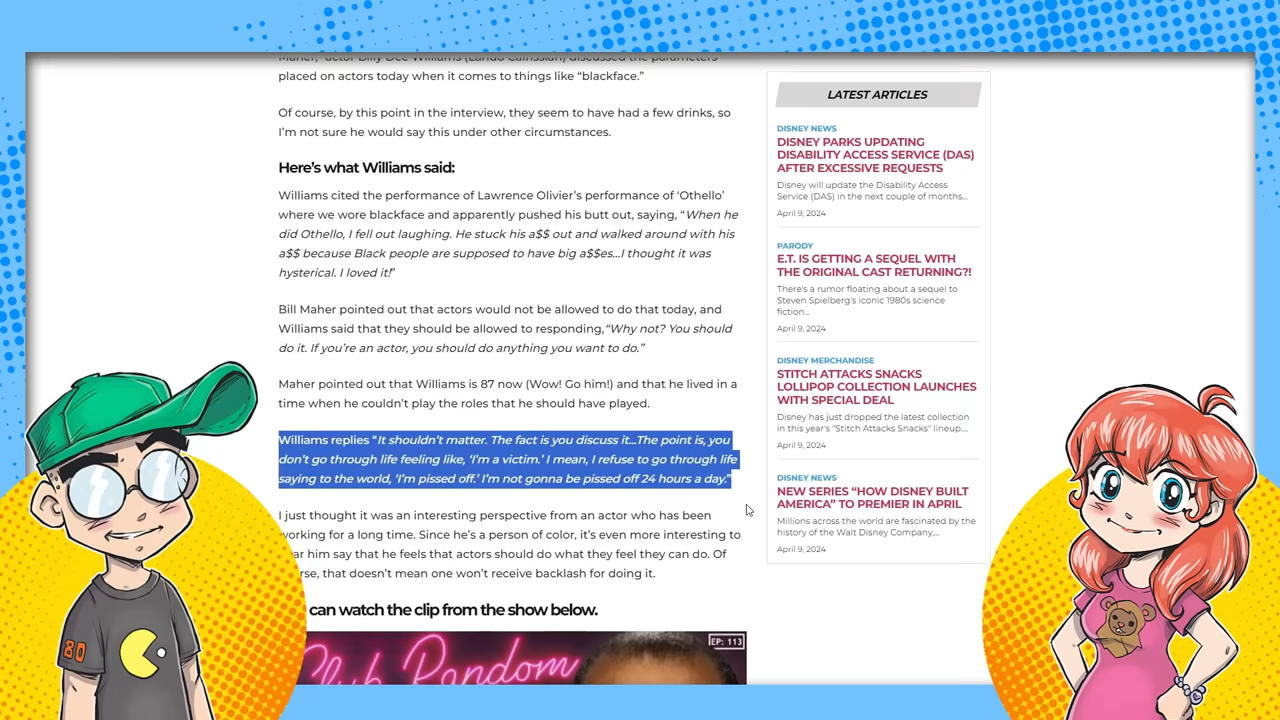 Maher," actor Billy Dee Williams (Lando Calrissian) discussed the parameters
placed on actors today when it comes to things like “blackface.”
Of course, by this point in the interview, they seem to have had a few drinks, so
I’m not sure he would say this under other circumstances.
Here’s what Williams said:
Williams cited the performance of Lawrence Olivier’s performance of ‘Othello’
where we wore blackface and apparently pushed his butt out, saying, “When he
did Othello, I fell out laughing. He stuck his a$$ out and walked around with his
a$$ because Black people are supposed to have big a$$es…I thought it was
hysterical. I loved it!”
Bill Maher pointed out that actors would not be allowed to do that today, and
Williams said that they should be allowed to responding,“Why not? You should
do it. If you’re an actor, you should do anything you want to do.”
Maher pointed out that Williams is 87 now (Wow! Go him!) and that he lived in a
time when he couldn’t play the roles that he should have played.
Williams replies “It shouldn’t matter. The fact is you discuss it…The point is, you
don’t go through life feeling like, ‘I’m a victim.’ I mean, I refuse to go through life
saying to the world, ‘I’m pissed off.’ I’m not gonna be pissed off 24 hours a day.”
I just thought it was an interesting perspective from an actor who has been
working for a long time. Since he’s a person of color, it’s even more interesting to
him say that he feels that actors should do what they feel they can do. Of
that doesn’t mean one won’t receive backlash for doing it.
can watch the clip from the show below.
EP: 113
Club Random
LATEST ARTICLES
DISNEY NEWS
DISNEY PARKS UPDATING
DISABILITY ACCESS SERVICE (DAS)
AFTER EXCESSIVE REQUESTS
Disney will update the Disability Access
Service (DAS) in the next couple of months...
April 9, 2024
PARODY
E.T. IS GETTING A SEQUEL WITH
THE ORIGINAL CAST RETURNING?!
There's a rumor floating about a sequel to
Steven Spielberg's iconic 1980s science
fiction...
April 9, 2024
DISNEY MERCHANDISE
STITCH ATTACKS SNACKS
LOLLIPOP COLLECTION LAUNCHES
WITH SPECIAL DEAL
Disney has just dropped the latest collection
in this year's "Stitch Attacks Snacks" lineup....
April 9, 2024
DISNEY NEWS
NEW SERIES “HOW DISNEY BUILT
AMERICA” TO PREMIER IN APRIL
Millions across the world are fascinated by the
history of the Walt Disney Company,...
April 9, 2024
80